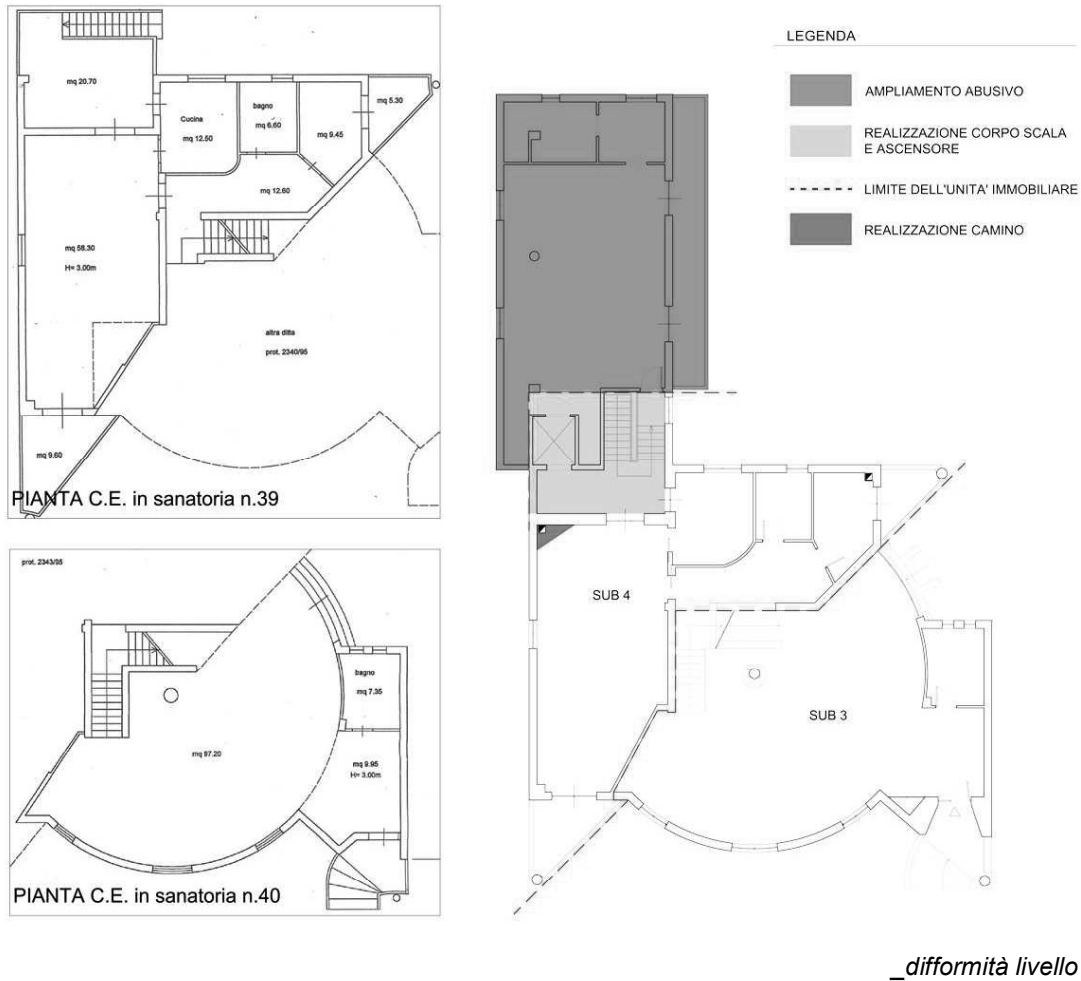 mq 20.70
Cucina
mq 12.50
bagno
mq 6.60
mq 9.45
mq 5.30
mq 12.60
mq 58.30
H= 3.00m
altra ditta
prot. 2340/95
mq 9.60
PIANTA C.E. in sanatoria n.39
prot. 2343/95
bagno
mq 7.35
mq 97.20
mq 9.95
H= 3.00m
PIANTA C.E. in sanatoria n.40
LEGENDA
AMPLIAMENTO ABUSIVO
REALIZZAZIONE CORPO SCALA
E ASCENSORE
LIMITE DELL'UNITA' IMMOBILIARE
REALIZZAZIONE CAMINO
SUB 4
SUB 3
_difformità livello